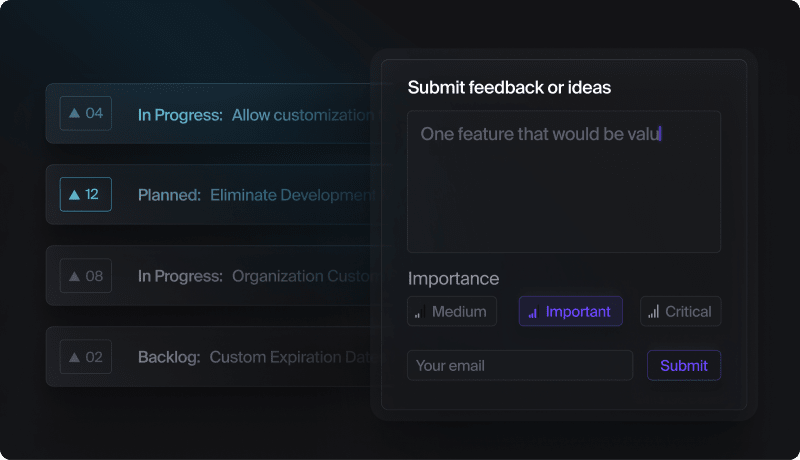 04
In Progress: Allow customization
12
Planned: Eliminate Development
08
In Progress: Organization
02
Backlog: Custom Expiration Date
Submit feedback or ideas
One feature that would be valu
Importance
Medium
Important
Critical
Your email
Submit